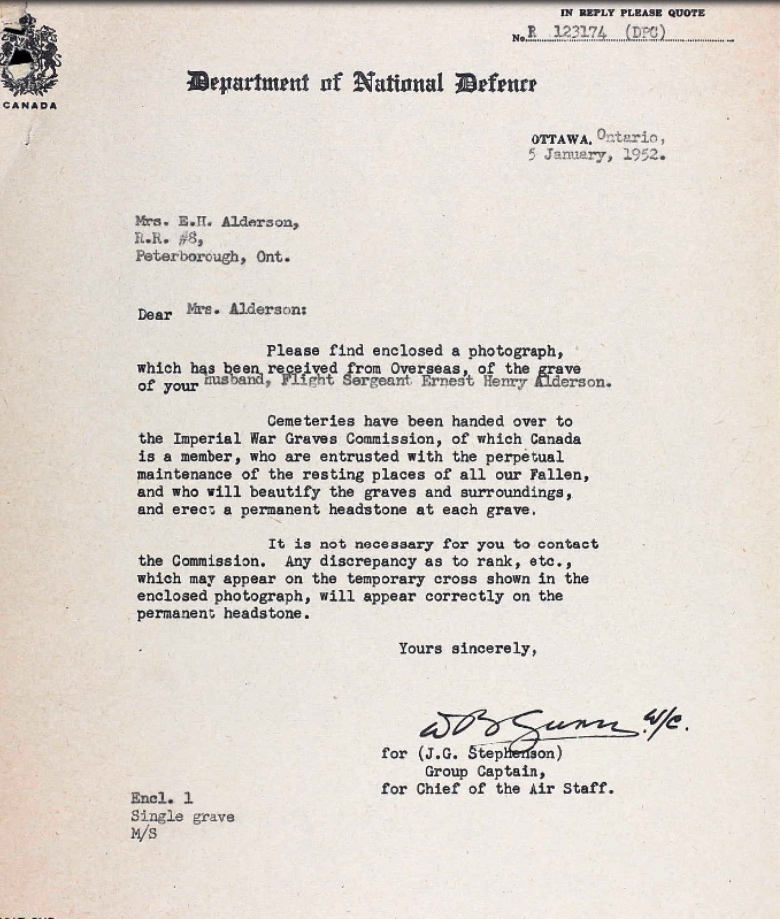 IN REPLY PLEASE QUOTE
No. R 123174 (DPC)
CANADA
Department of National Defence
OTTAWA, Ontario,
5 January, 1952.
Mrs. E.H. Alderson,
R.R. #8,
Peterborough, Ont.
Dear Mrs. Alderson:
Please find enclosed a photograph,
which has been received from Overseas, of the grave
of your husband, Flight Sergeant Ernest Henry Alderson.
Cemeteries have been handed over to
the Imperial War Graves Commission, of which Canada
is a member, who are entrusted with the perpetual
maintenance of the resting places of all our Fallen,
and who will beautify the graves and surroundings,
and erect a permanent headstone at each grave.
It is not necessary for you to contact
the Commission. Any discrepancy as to rank, etc.,
which may appear on the temporary cross shown in the
enclosed photograph, will appear correctly on the
permanent headstone.
Yours sincerely,
W B Gunn W/C.
for (J.G. Stephenson)
Group Captain,
for Chief of the Air Staff.
Encl. 1
Single grave
M/S